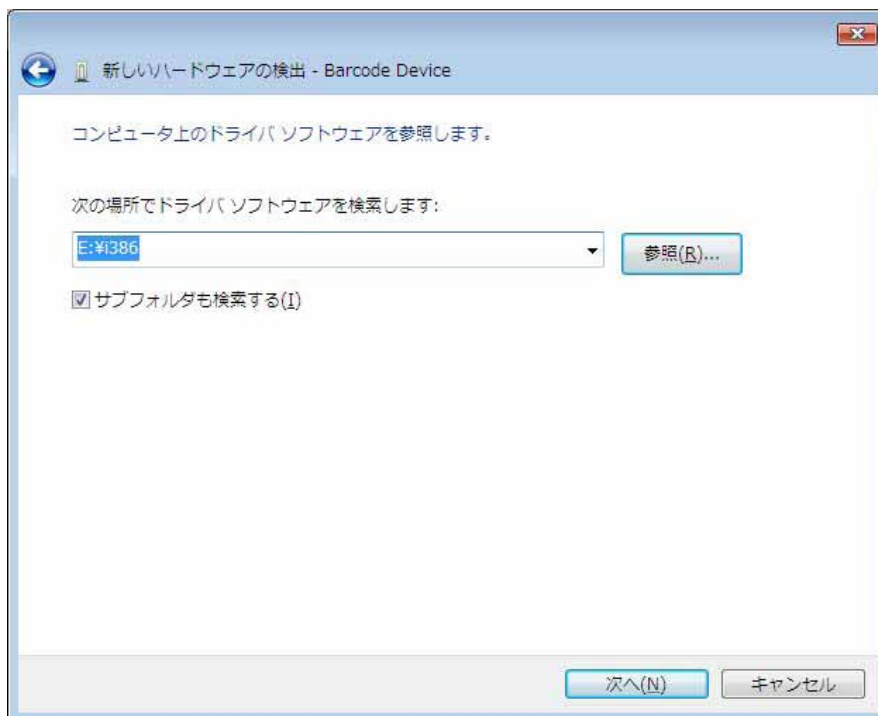 新しいハードウェアの検出 - Barcode Device
コンピュータ上のドライバ ソフトウェアを参照します。
次の場所でドライバ ソフトウェアを検索します:
E:¥i386
参照(R)...
サブフォルダも検索する(I)
次へ(N)
キャンセル